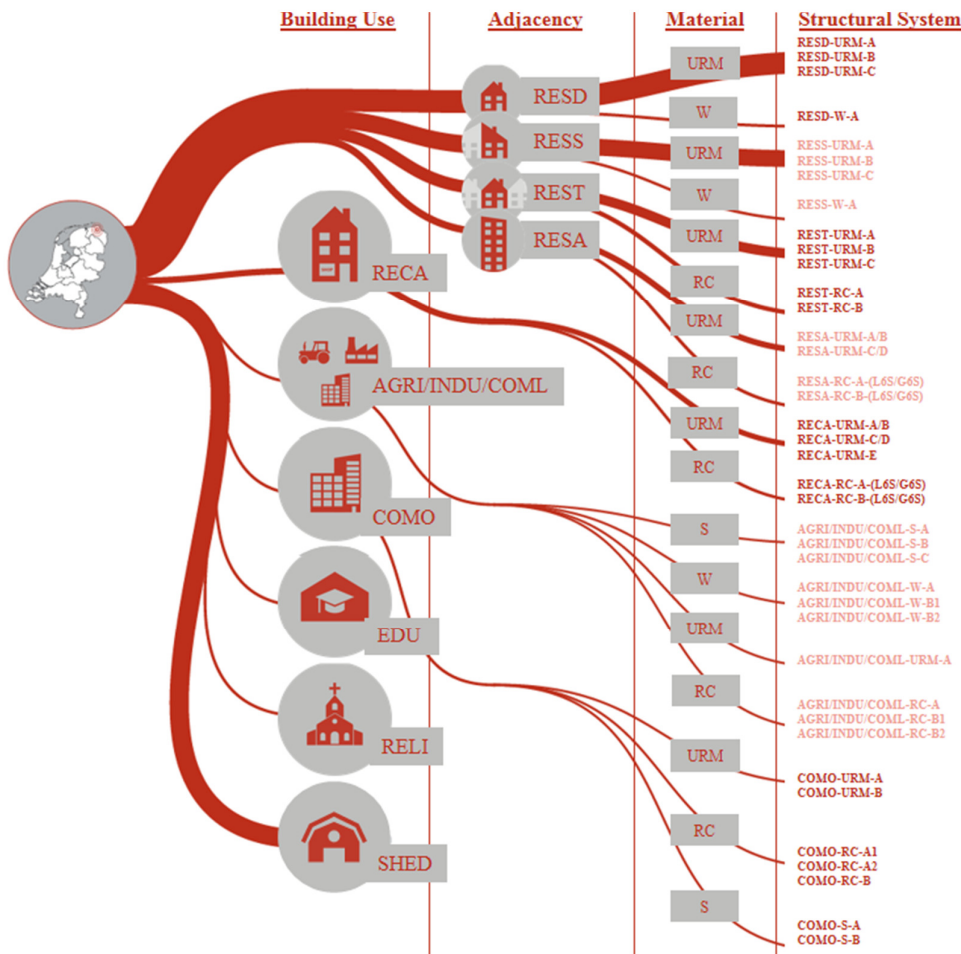 Building Use
Adjacency
Material
Structural System
RESD
RESS
REST
RESA
RECA
AGRI/INDU/COML
COMO
EDU
RELI
SHED
URM
W
URM
W
URM
RC
URM
RC
URM
RC
S
W
URM
RC
URM
RC
S
RESD-URM-A
RESD-URM-B
RESD-URM-C
RESD-W-A
RESS-URM-A
RESS-URM-B
RESS-URM-C
RESS-W-A
REST-URM-A
REST-URM-B
REST-URM-C
REST-RC-A
REST-RC-B
RESA-URM-A/B
RESA-URM-C/D
RESA-RC-A-(L6S/G6S)
RESA-RC-B-(L6S/G6S)
RECA-URM-A/B
RECA-URM-C/D
RECA-URM-E
RECA-RC-A-(L6S/G6S)
RECA-RC-B-(L6S/G6S)
AGRI/INDU/COML-S-A
AGRI/INDU/COML-S-B
AGRI/INDU/COML-S-C
AGRI/INDU/COML-W-A
AGRI/INDU/COML-W-B1
AGRI/INDU/COML-W-B2
AGRI/INDU/COML-URM-A
AGRI/INDU/COML-RC-A
AGRI/INDU/COML-RC-B1
AGRI/INDU/COML-RC-B2
COMO-URM-A
COMO-URM-B
COMO-RC-A1
COMO-RC-A2
COMO-RC-B
COMO-S-A
COMO-S-B